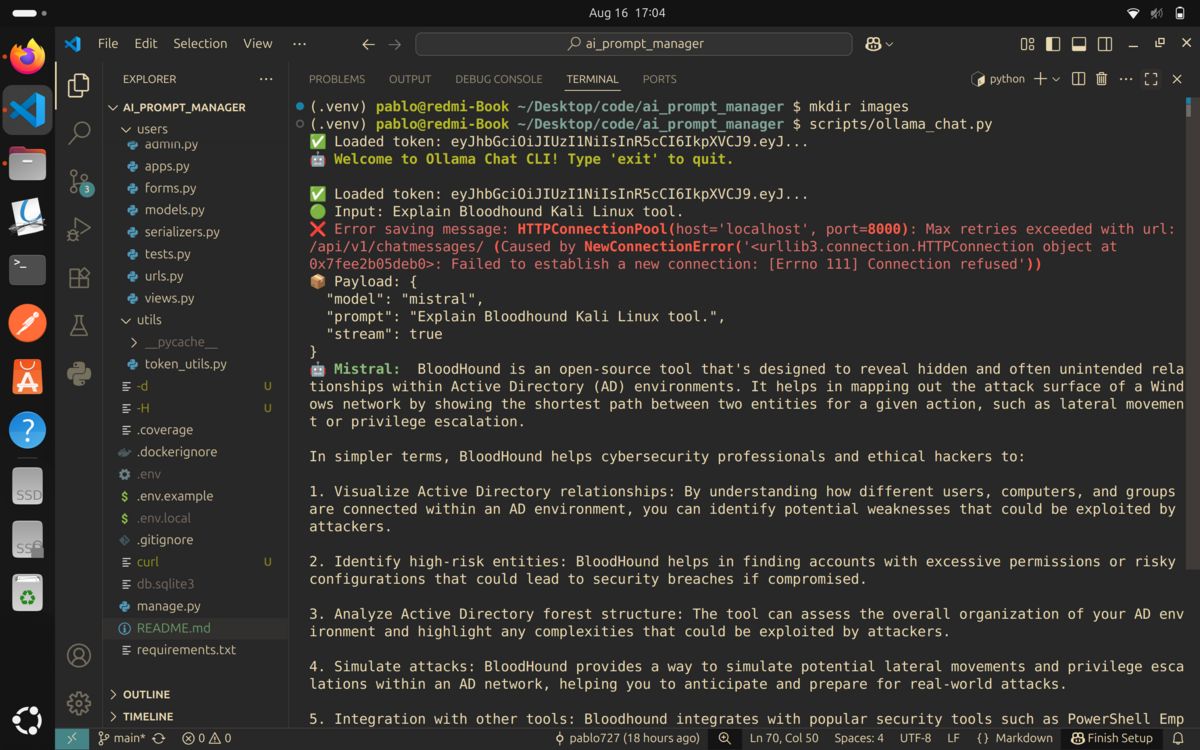 Aug 16 17:04
File Edit Selection View ···
ai_prompt_manager
EXPLORER ···
AI_PROMPT_MANAGER
users
admin.py
apps.py
forms.py
models.py
serializers.py
tests.py
urls.py
views.py
utils
__pycache__
token_utils.py
-d U
-H U
.coverage
.dockerignore
.env
.env.example
.env.local
.gitignore
curl U
db.sqlite3
manage.py
README.md
requirements.txt
OUTLINE
TIMELINE
3
>_
?
SSD
SS
PROBLEMS OUTPUT DEBUG CONSOLE TERMINAL PORTS
python
(.venv) pablo@redmi-Book ~/Desktop/code/ai_prompt_manager $ mkdir images
(.venv) pablo@redmi-Book ~/Desktop/code/ai_prompt_manager $ scripts/ollama_chat.py
✅ Loaded token: eyJhbGciOiJIUzI1NiIsInR5cCI6IkpXVCJ9.eyJ...
🤖 Welcome to Ollama Chat CLI! Type 'exit' to quit.
✅ Loaded token: eyJhbGciOiJIUzI1NiIsInR5cCI6IkpXVCJ9.eyJ...
🟢 Input: Explain Bloodhound Kali Linux tool.
❌ Error saving message: HTTPConnectionPool(host='localhost', port=8000): Max retries exceeded with url:
/api/v1/chatmessages/ (Caused by NewConnectionError('<urllib3.connection.HTTPConnection object at
0x7fee2b05deb0>: Failed to establish a new connection: [Errno 111] Connection refused'))
📦 Payload: {
"model": "mistral",
"prompt": "Explain Bloodhound Kali Linux tool.",
"stream": true
}
🤖 Mistral: BloodHound is an open-source tool that's designed to reveal hidden and often unintended rela
tionships within Active Directory (AD) environments. It helps in mapping out the attack surface of a Wind
ows network by showing the shortest path between two entities for a given action, such as lateral movemen
t or privilege escalation.
In simpler terms, BloodHound helps cybersecurity professionals and ethical hackers to:
1. Visualize Active Directory relationships: By understanding how different users, computers, and groups
are connected within an AD environment, you can identify potential weaknesses that could be exploited by
attackers.
2. Identify high-risk entities: BloodHound helps in finding accounts with excessive permissions or risky
configurations that could lead to security breaches if compromised.
3. Analyze Active Directory forest structure: The tool can assess the overall organization of your AD env
ironment and highlight any complexities that could be exploited by attackers.
4. Simulate attacks: BloodHound provides a way to simulate potential lateral movements and privilege esca
lations within an AD network, helping you to anticipate and prepare for real-world attacks.
5. Integration with other tools: Bloodhound integrates with popular security tools such as PowerShell Emp
main* 0 0 pablo727 (18 hours ago) Ln 70, Col 50 Spaces: 4 UTF-8 LF {} Markdown Finish Setup